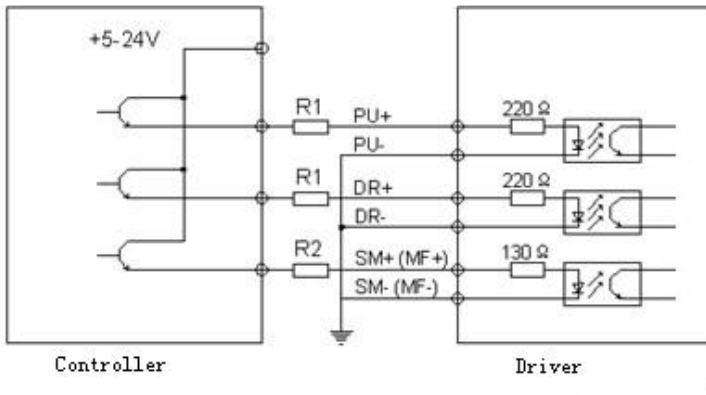 +5-24V
R1
PU+
220 Ω
PU-
R1
DR+
220 Ω
DR-
R2
SM+ (MF+)
130 Ω
SM- (MF-)
Controller
Driver